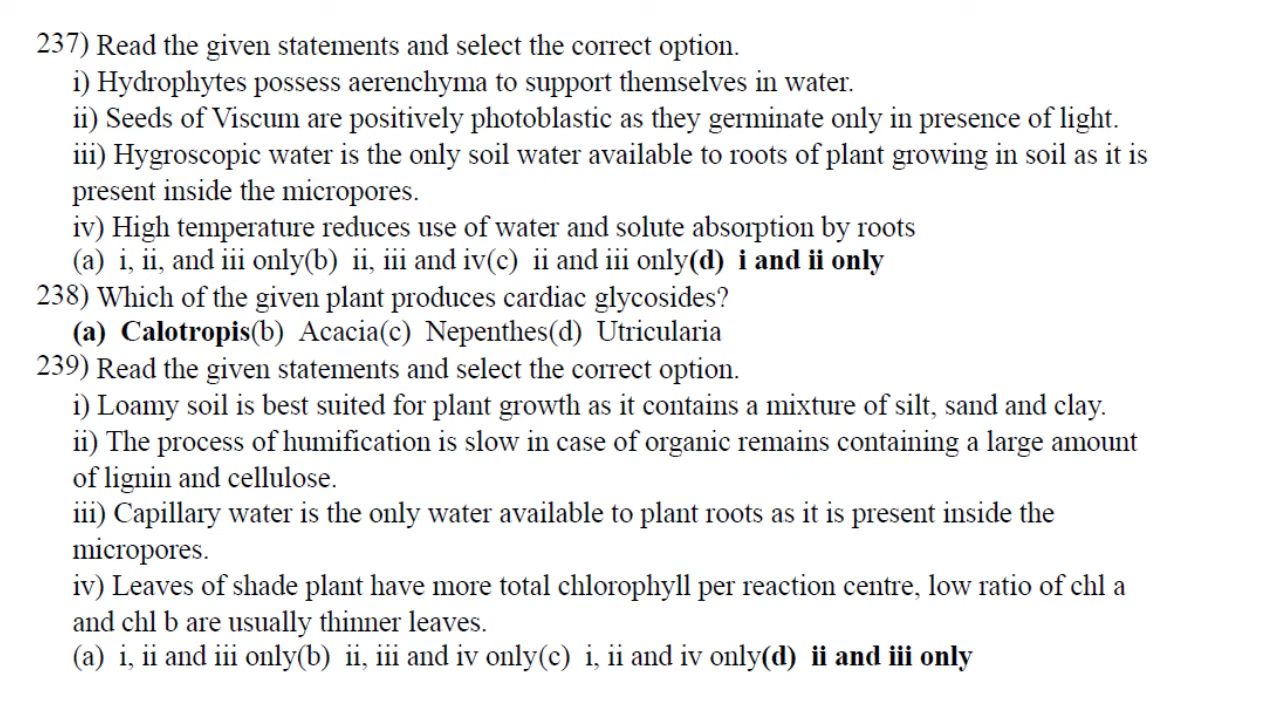 237) Read the given statements and select the correct option.
i) Hydrophytes possess aerenchyma to support themselves in water.
ii) Seeds of Viscum are positively photoblastic as they germinate only in presence of light.
iii) Hygroscopic water is the only soil water available to roots of plant growing in soil as it is
present inside the micropores.
iv) High temperature reduces use of water and solute absorption by roots
(a) i, ii, and iii only(b) ii, iii and iv(c) ii and iii only(d) i and ii only
238) Which of the given plant produces cardiac glycosides?
(a) Calotropis(b) Acacia(c) Nepenthes(d) Utricularia
239) Read the given statements and select the correct option.
i) Loamy soil is best suited for plant growth as it contains a mixture of silt, sand and clay.
ii) The process of humification is slow in case of organic remains containing a large amount
of lignin and cellulose.
iii) Capillary water is the only water available to plant roots as it is present inside the
micropores.
iv) Leaves of shade plant have more total chlorophyll per reaction centre, low ratio of chl a
and chl b are usually thinner leaves.
(a) i, ii and iii only(b) ii, iii and iv only(c) i, ii and iv only(d) ii and iii only